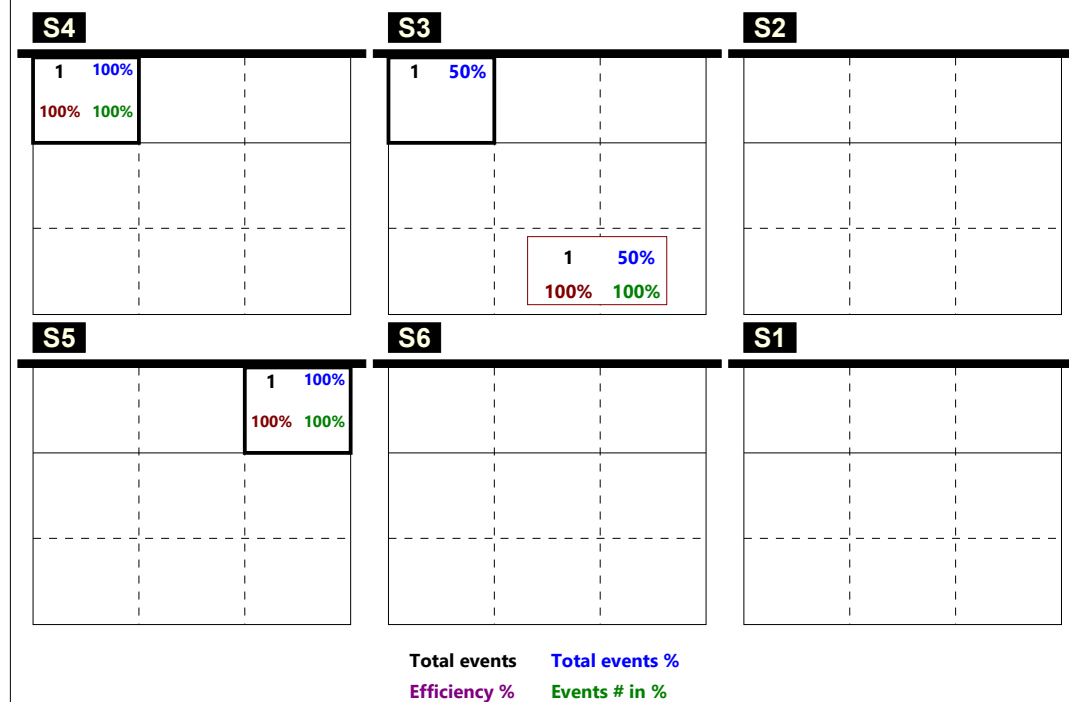 S4
S3
S2
1 100%
100% 100%
1 50%
1 50%
100% 100%
S5
S6
S1
1 100%
100% 100%
Total events Total events %
Efficiency % Events # in %